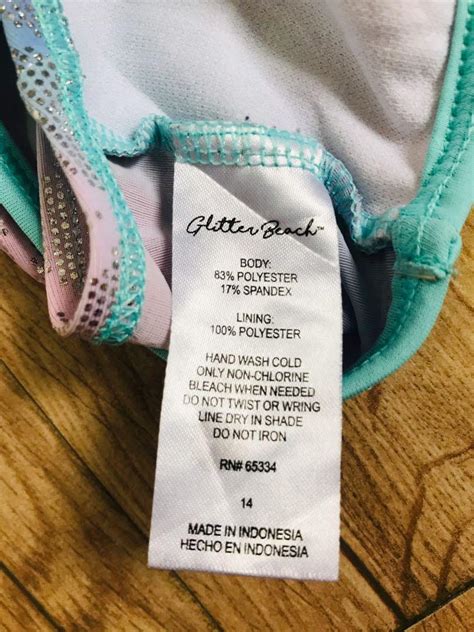 Glitter Beach™
BODY:
83% POLYESTER
17% SPANDEX
LINING:
100% POLYESTER
HAND WASH COLD
ONLY NON-CHLORINE
BLEACH WHEN NEEDED
DO NOT TWIST OR WRING
LINE DRY IN SHADE
DO NOT IRON
RN# 65334
14
MADE IN INDONESIA
HECHO EN INDONESIA